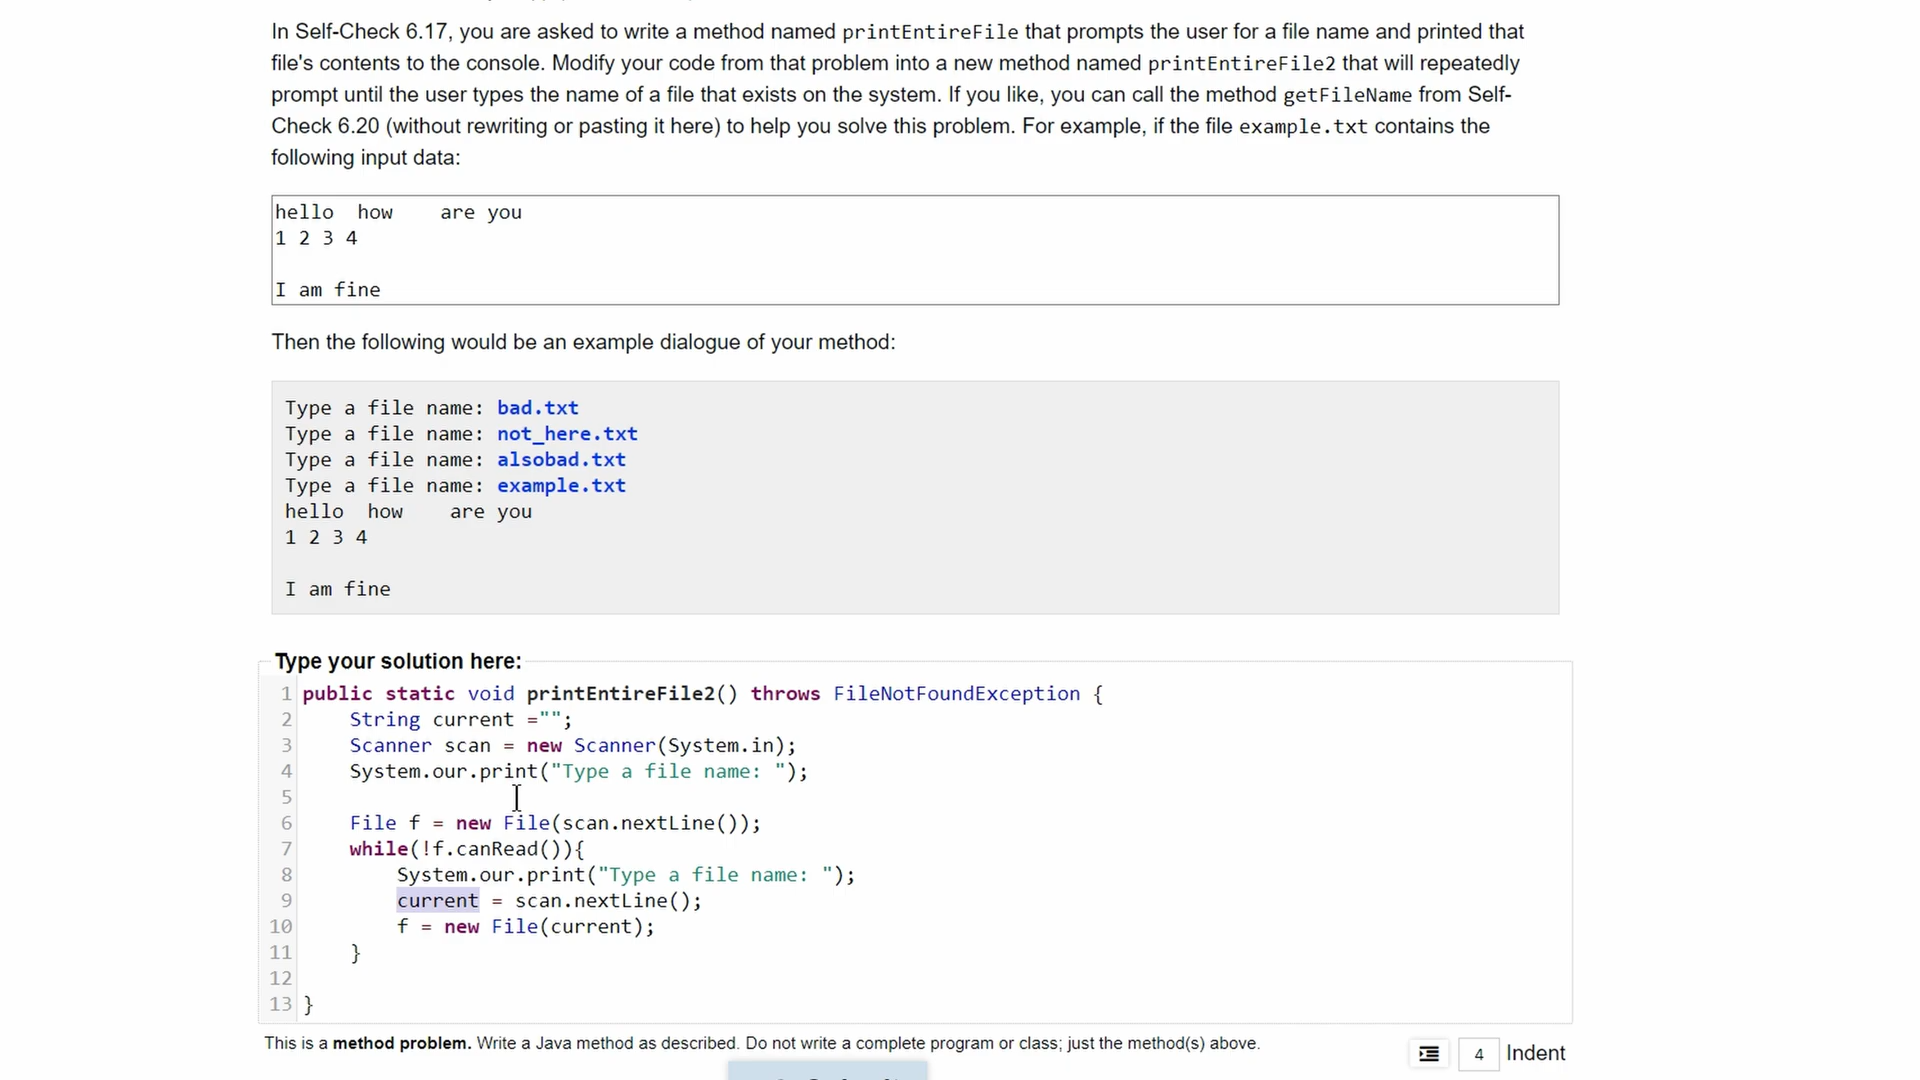 In Self-Check 6.17, you are asked to write a method named printEntireFile that prompts the user for a file name and printed that
file's contents to the console. Modify your code from that problem into a new method named printEntireFile2 that will repeatedly
prompt until the user types the name of a file that exists on the system. If you like, you can call the method getFileName from Self-
Check 6.20 (without rewriting or pasting it here) to help you solve this problem. For example, if the file example.txt contains the
following input data:
hello  how    are you
1 2 3 4
I am fine
Then the following would be an example dialogue of your method:
Type a file name: bad.txt
Type a file name: not_here.txt
Type a file name: alsobad.txt
Type a file name: example.txt
hello  how    are you
1 2 3 4
I am fine
Type your solution here:
1 public static void printEntireFile2() throws FileNotFoundException {
2     String current ="";
3     Scanner scan = new Scanner(System.in);
4     System.our.print("Type a file name: ");
5
6     File f = new File(scan.nextLine());
7     while(!f.canRead()){
8         System.our.print("Type a file name: ");
9         current = scan.nextLine();
10         f = new File(current);
11     }
12
13 }
This is a method problem. Write a Java method as described. Do not write a complete program or class; just the method(s) above.
4 Indent